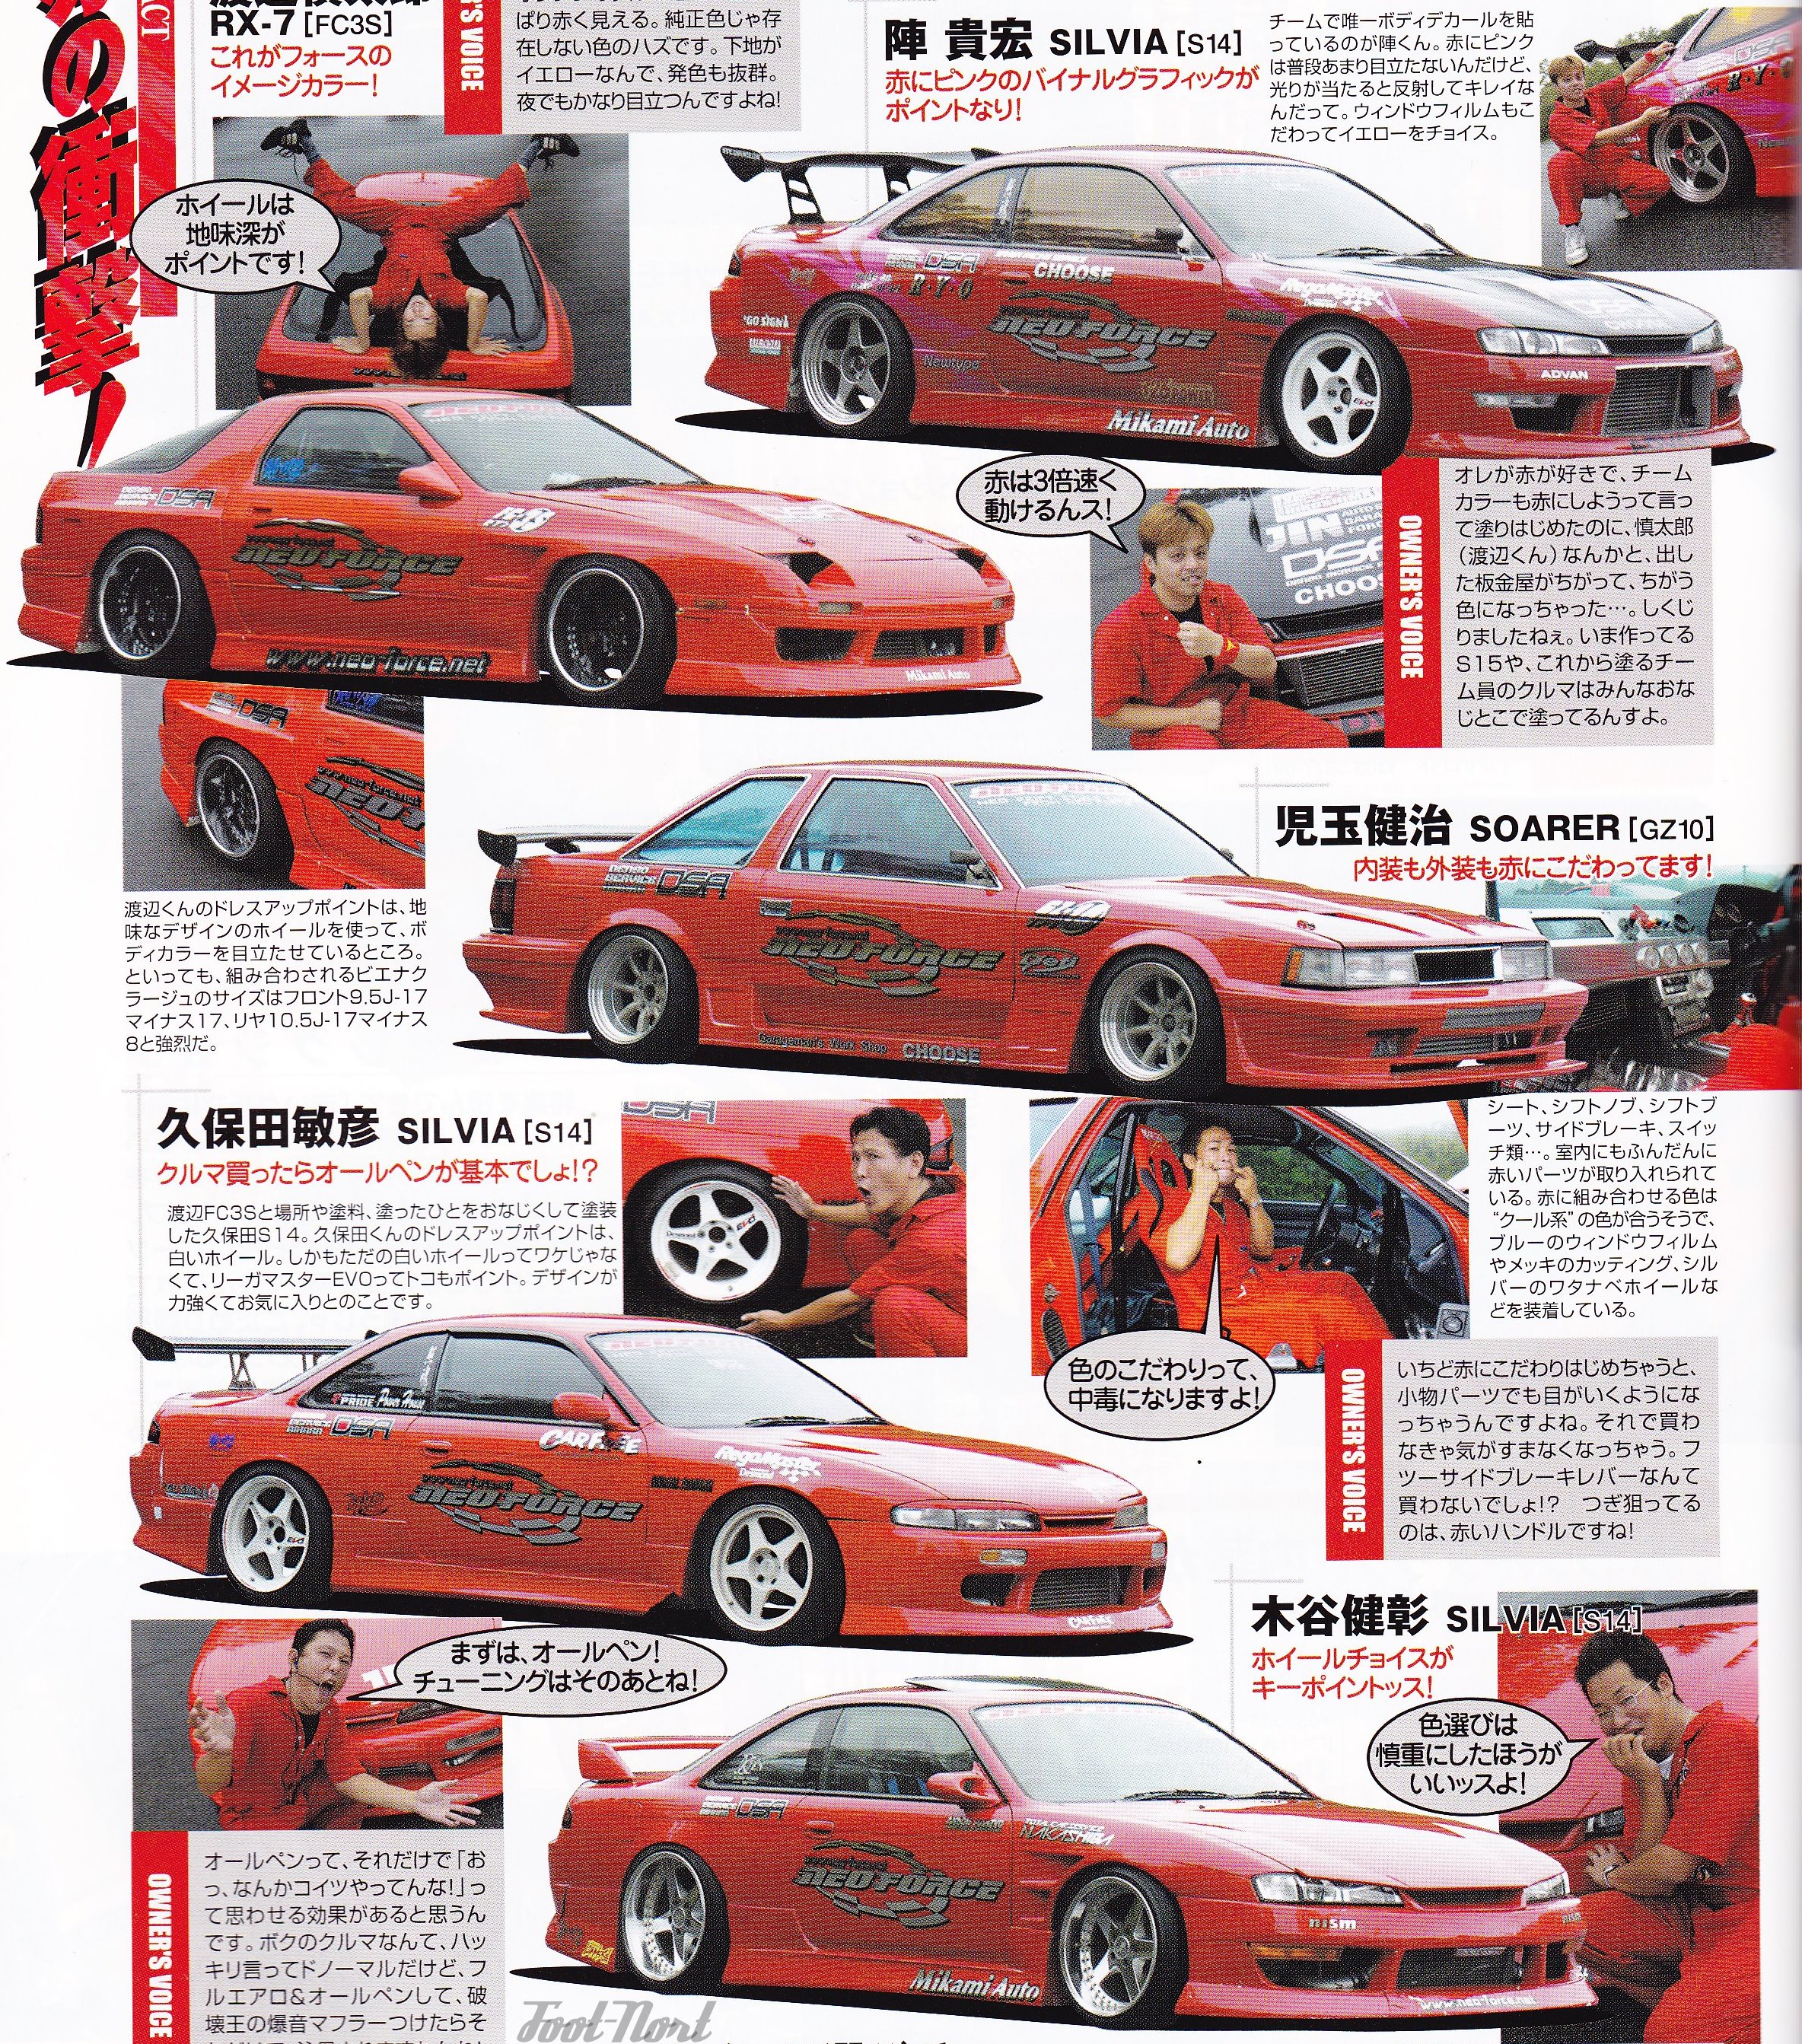 の衝撃!
ACT
RX-7 [FC3S]
これがフォースの
イメージカラー!
'S VOICE
ぱり赤く見える。純正色じゃ存
在しない色のハズです。下地が
イエローなんで、発色も抜群。
夜でもかなり目立つんですよね!
ホイールは
地味深が
ポイントです!
陣 貴宏 SILVIA [S14]
赤にピンクのバイナルグラフィックが
ポイントなり!
チームで唯一ボディデカールを貼
っているのが陣くん。赤にピンク
は普段あまり目立たないんだけど、
光りが当たると反射してキレイな
んだって。ウィンドウフィルムもこ
だわってイエローをチョイス。
DSA
CHOOSE
R・Y・O
GO SIGN!
NEO FORCE
Newtype
RegaMaster
ADVAN
Mikami Auto
赤は3倍速く
動けるんス!
JIN
DSA
CHOOS
OWNER'S VOICE
オレが赤が好きで、チーム
カラーも赤にしようって言っ
て塗りはじめたのに、慎太郎
(渡辺くん)なんかと、出し
た板金屋がちがって、ちがう
色になっちゃった…。しくじ
りましたねぇ。いま作ってる
S15や、これから塗るチー
ム員のクルマはみんなおな
じとこで塗ってるんすよ。
DSA
NEO FORCE
www.neo-force.net
Mikami Auto
DSA
渡辺くんのドレスアップポイントは、地
味なデザインのホイールを使って、ボ
ディカラーを目立たせているところ。
といっても、組み合わされるビエナク
ラージュのサイズはフロント9.5J-17
マイナス17、リヤ10.5J-17マイナス
8と強烈だ。
児玉健治 SOARER [GZ10]
内装も外装も赤にこだわってます!
DENSO
SERVICE
DSA
NEO FORCE
Garageman's Work Shop CHOOSE
シート、シフトノブ、シフトブ
ーツ、サイドブレーキ、スイッ
チ類…。室内にもふんだんに
赤いパーツが取り入れられて
いる。赤に組み合わせる色は
“クール系”の色が合うそうで、
ブルーのウィンドウフィルム
やメッキのカッティング、シル
バーのワタナベホイールな
どを装着している。
色のこだわりって、
中毒になりますよ!
OWNER'S VOICE
いちど赤にこだわりはじめちゃうと、
小物パーツでも目がいくようにな
っちゃうんですよね。それで買わ
なきゃ気がすまなくなっちゃう。フ
ツーサイドブレーキレバーなんて
買わないでしょ!? つぎ狙ってる
のは、赤いハンドルですね!
久保田敏彦 SILVIA [S14]
クルマ買ったらオールペンが基本でしょ!?
渡辺FC3Sと場所や塗料、塗ったひとをおなじくして塗装
した久保田S14。久保田くんのドレスアップポイントは、
白いホイール。しかもただの白いホイールってワケじゃな
くて、リーガマスターEVOってトコもポイント。デザインが
力強くてお気に入りとのことです。
PRIDE
DSA
NEO FORCE
RegaMaster
まずは、オールペン!
チューニングはそのあとね!
OWNER'S VOICE
オールペンって、それだけで「お
っ、なんかコイツやってんな!」っ
て思わせる効果があると思うん
です。ボクのクルマなんて、ハッ
キリ言ってドノーマルだけど、フ
ルエアロ&オールペンして、破
壊王の爆音マフラーつけたらそ
木谷健彰 SILVIA [S14]
ホイールチョイスが
キーポイントッス!
色選びは
慎重にしたほうが
いいッスよ!
DSA
NAKASHIBA
NEO FORCE
nismo
Mikami Auto
www.neo-force.net
Tool-Nort